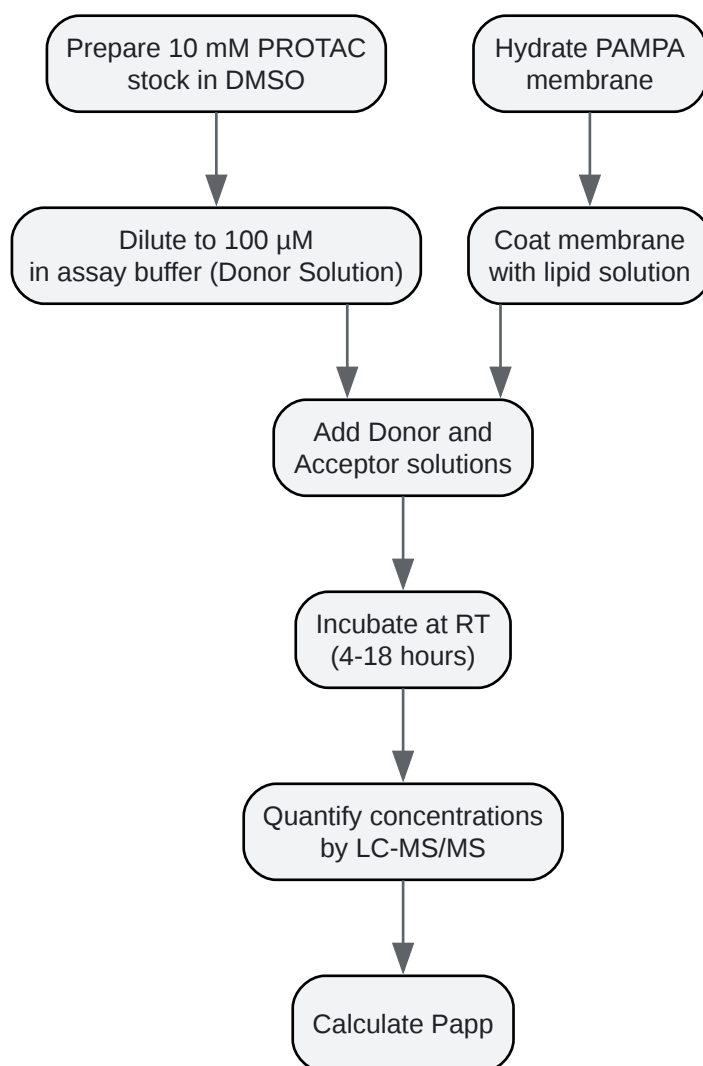 Prepare 10 mM PROTAC
stock in DMSO
Hydrate PAMPA
membrane
Dilute to 100 µM
in assay buffer (Donor Solution)
Coat membrane
with lipid solution
Add Donor and
Acceptor solutions
Incubate at RT
(4-18 hours)
Quantify concentrations
by LC-MS/MS
Calculate Papp